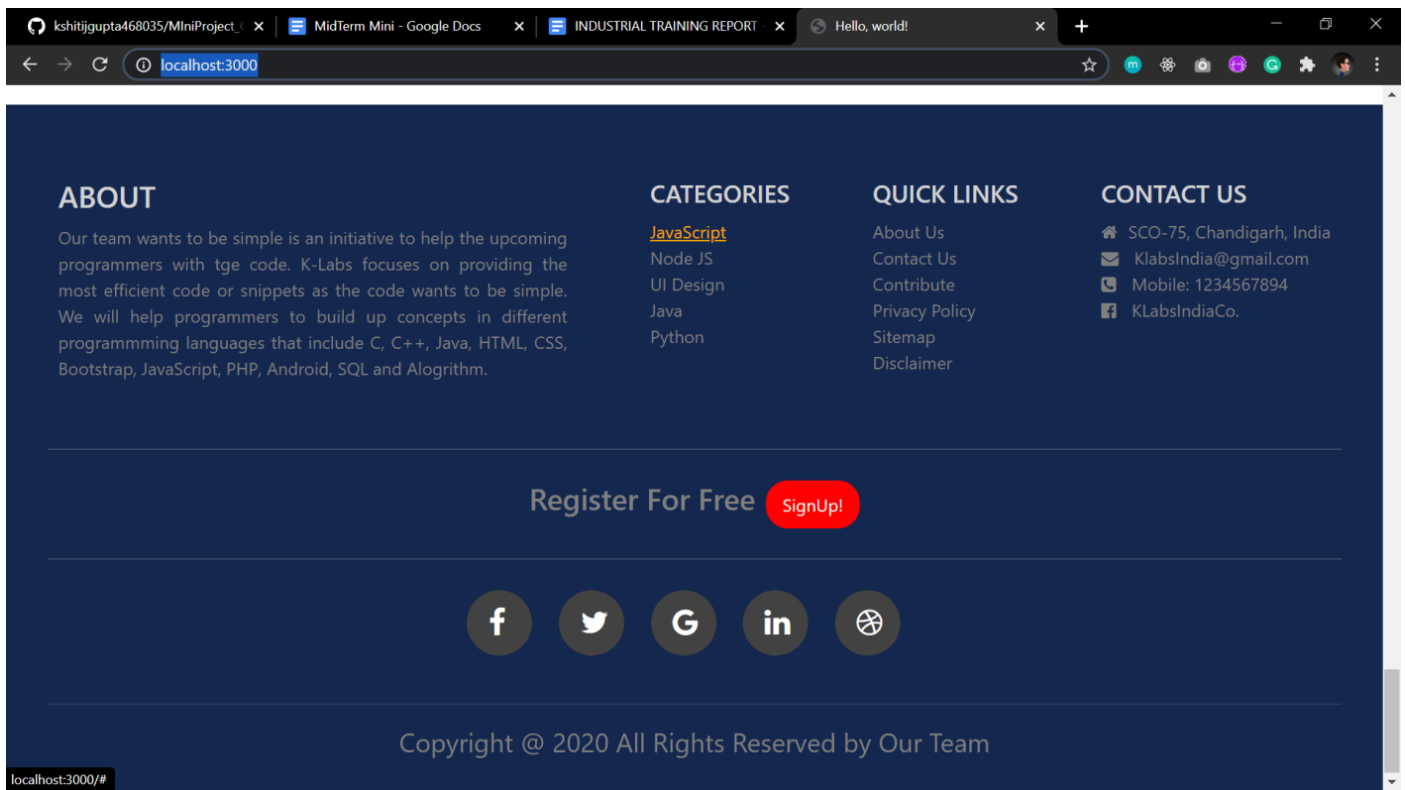 kshitijgupta468035/MIniProject_
MidTerm Mini - Google Docs
INDUSTRIAL TRAINING REPORT -
Hello, world!
localhost:3000
ABOUT
Our team wants to be simple is an initiative to help the upcoming
programmers with tge code. K-Labs focuses on providing the
most efficient code or snippets as the code wants to be simple.
We will help programmers to build up concepts in different
programmming languages that include C, C++, Java, HTML, CSS,
Bootstrap, JavaScript, PHP, Android, SQL and Alogrithm.
CATEGORIES
JavaScript
Node JS
UI Design
Java
Python
QUICK LINKS
About Us
Contact Us
Contribute
Privacy Policy
Sitemap
Disclaimer
CONTACT US
SCO-75, Chandigarh, India
KlabsIndia@gmail.com
Mobile: 1234567894
KLabsIndiaCo.
Register For Free SignUp!
Copyright @ 2020 All Rights Reserved by Our Team
localhost:3000/#